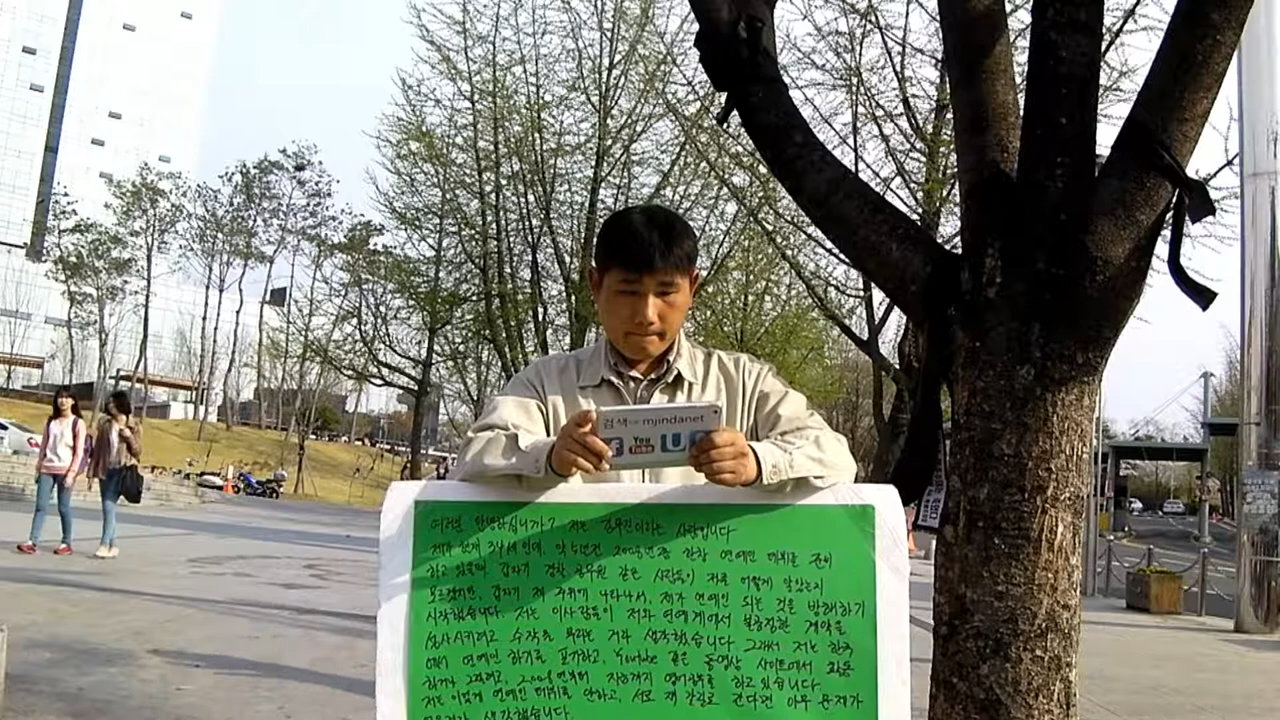 검색 mjindanet
f You Tube U
여러분 안녕하십니까? 저는 김무진이라는 사람입니다
제가 현재 34세인데, 약 5년전 2008년경 한창 연예인 데뷔를 준비
하고 있을때, 갑자기 경찰, 공무원 같은 사람들이 저를 어떻게 알았는지
모르겠지만, 갑자기 제 주위에 나타나서, 제가 연예인 되는 것을 방해하기
시작했습니다. 저는 이사람들이 저와 연예계에서 불공정한 계약을
성사시키려고 수작을 부리는 거라 생각했습니다 그래서 저는 한국
에서 연예인 하기를 포기하고, Youtube 같은 동영상 사이트에서 활동
하려고, 2008년부터 지금까지 영어공부를 하고 있습니다
저는 이렇게 연예인 데뷔를 안하고, 서로 제 갈길로 간다면 아무 문제가
생각했습니다.